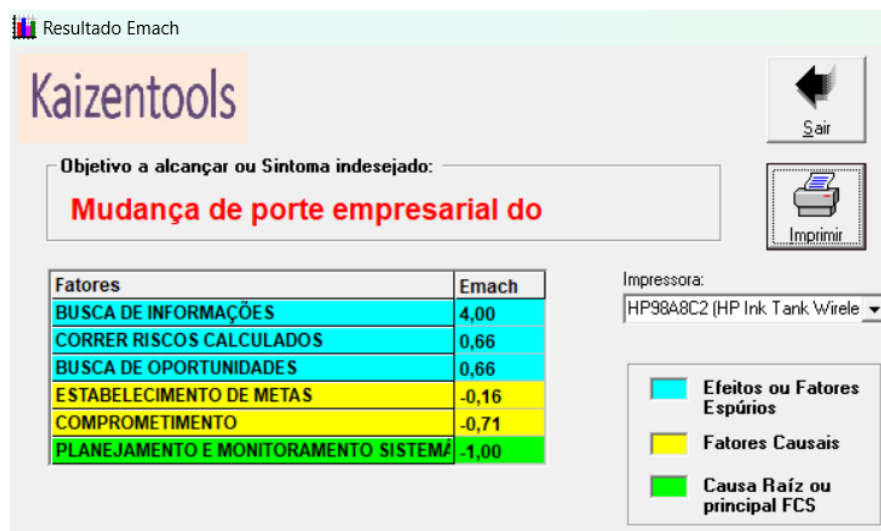 Resultado Emach
Kaizentools
Sair
Objetivo a alcançar ou Sintoma indesejado:
Mudança de porte empresarial do
Imprimir
Fatores Emach
BUSCA DE INFORMAÇÕES 4,00
CORRER RISCOS CALCULADOS 0,66
BUSCA DE OPORTUNIDADES 0,66
ESTABELECIMENTO DE METAS -0,16
COMPROMETIMENTO -0,71
PLANEJAMENTO E MONITORAMENTO SISTEMÁ -1,00
Impressora:
HP98A8C2 (HP Ink Tank Wirele
Efeitos ou Fatores
Espúrios
Fatores Causais
Causa Raíz ou
principal FCS